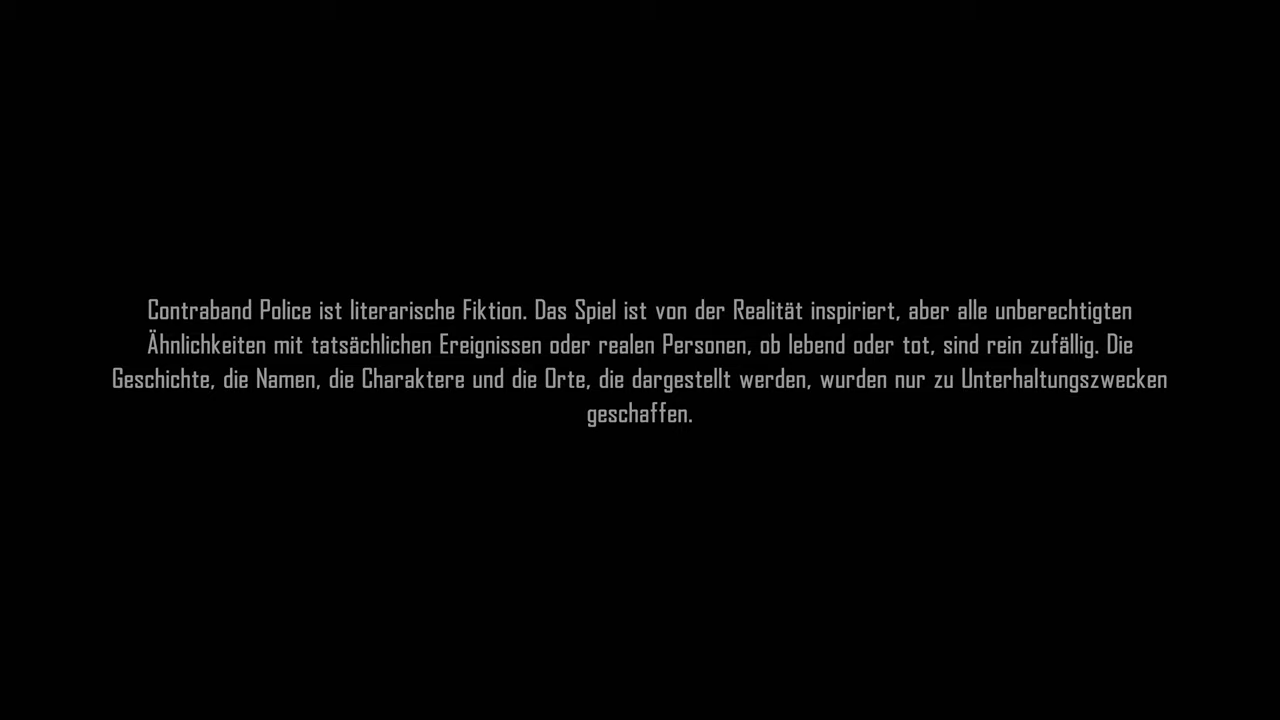 Contraband Police ist literarische Fiktion. Das Spiel ist von der Realität inspiriert, aber alle unberechtigten
Ähnlichkeiten mit tatsächlichen Ereignissen oder realen Personen, ob lebend oder tot, sind rein zufällig. Die
Geschichte, die Namen, die Charaktere und die Orte, die dargestellt werden, wurden nur zu Unterhaltungszwecken
geschaffen.